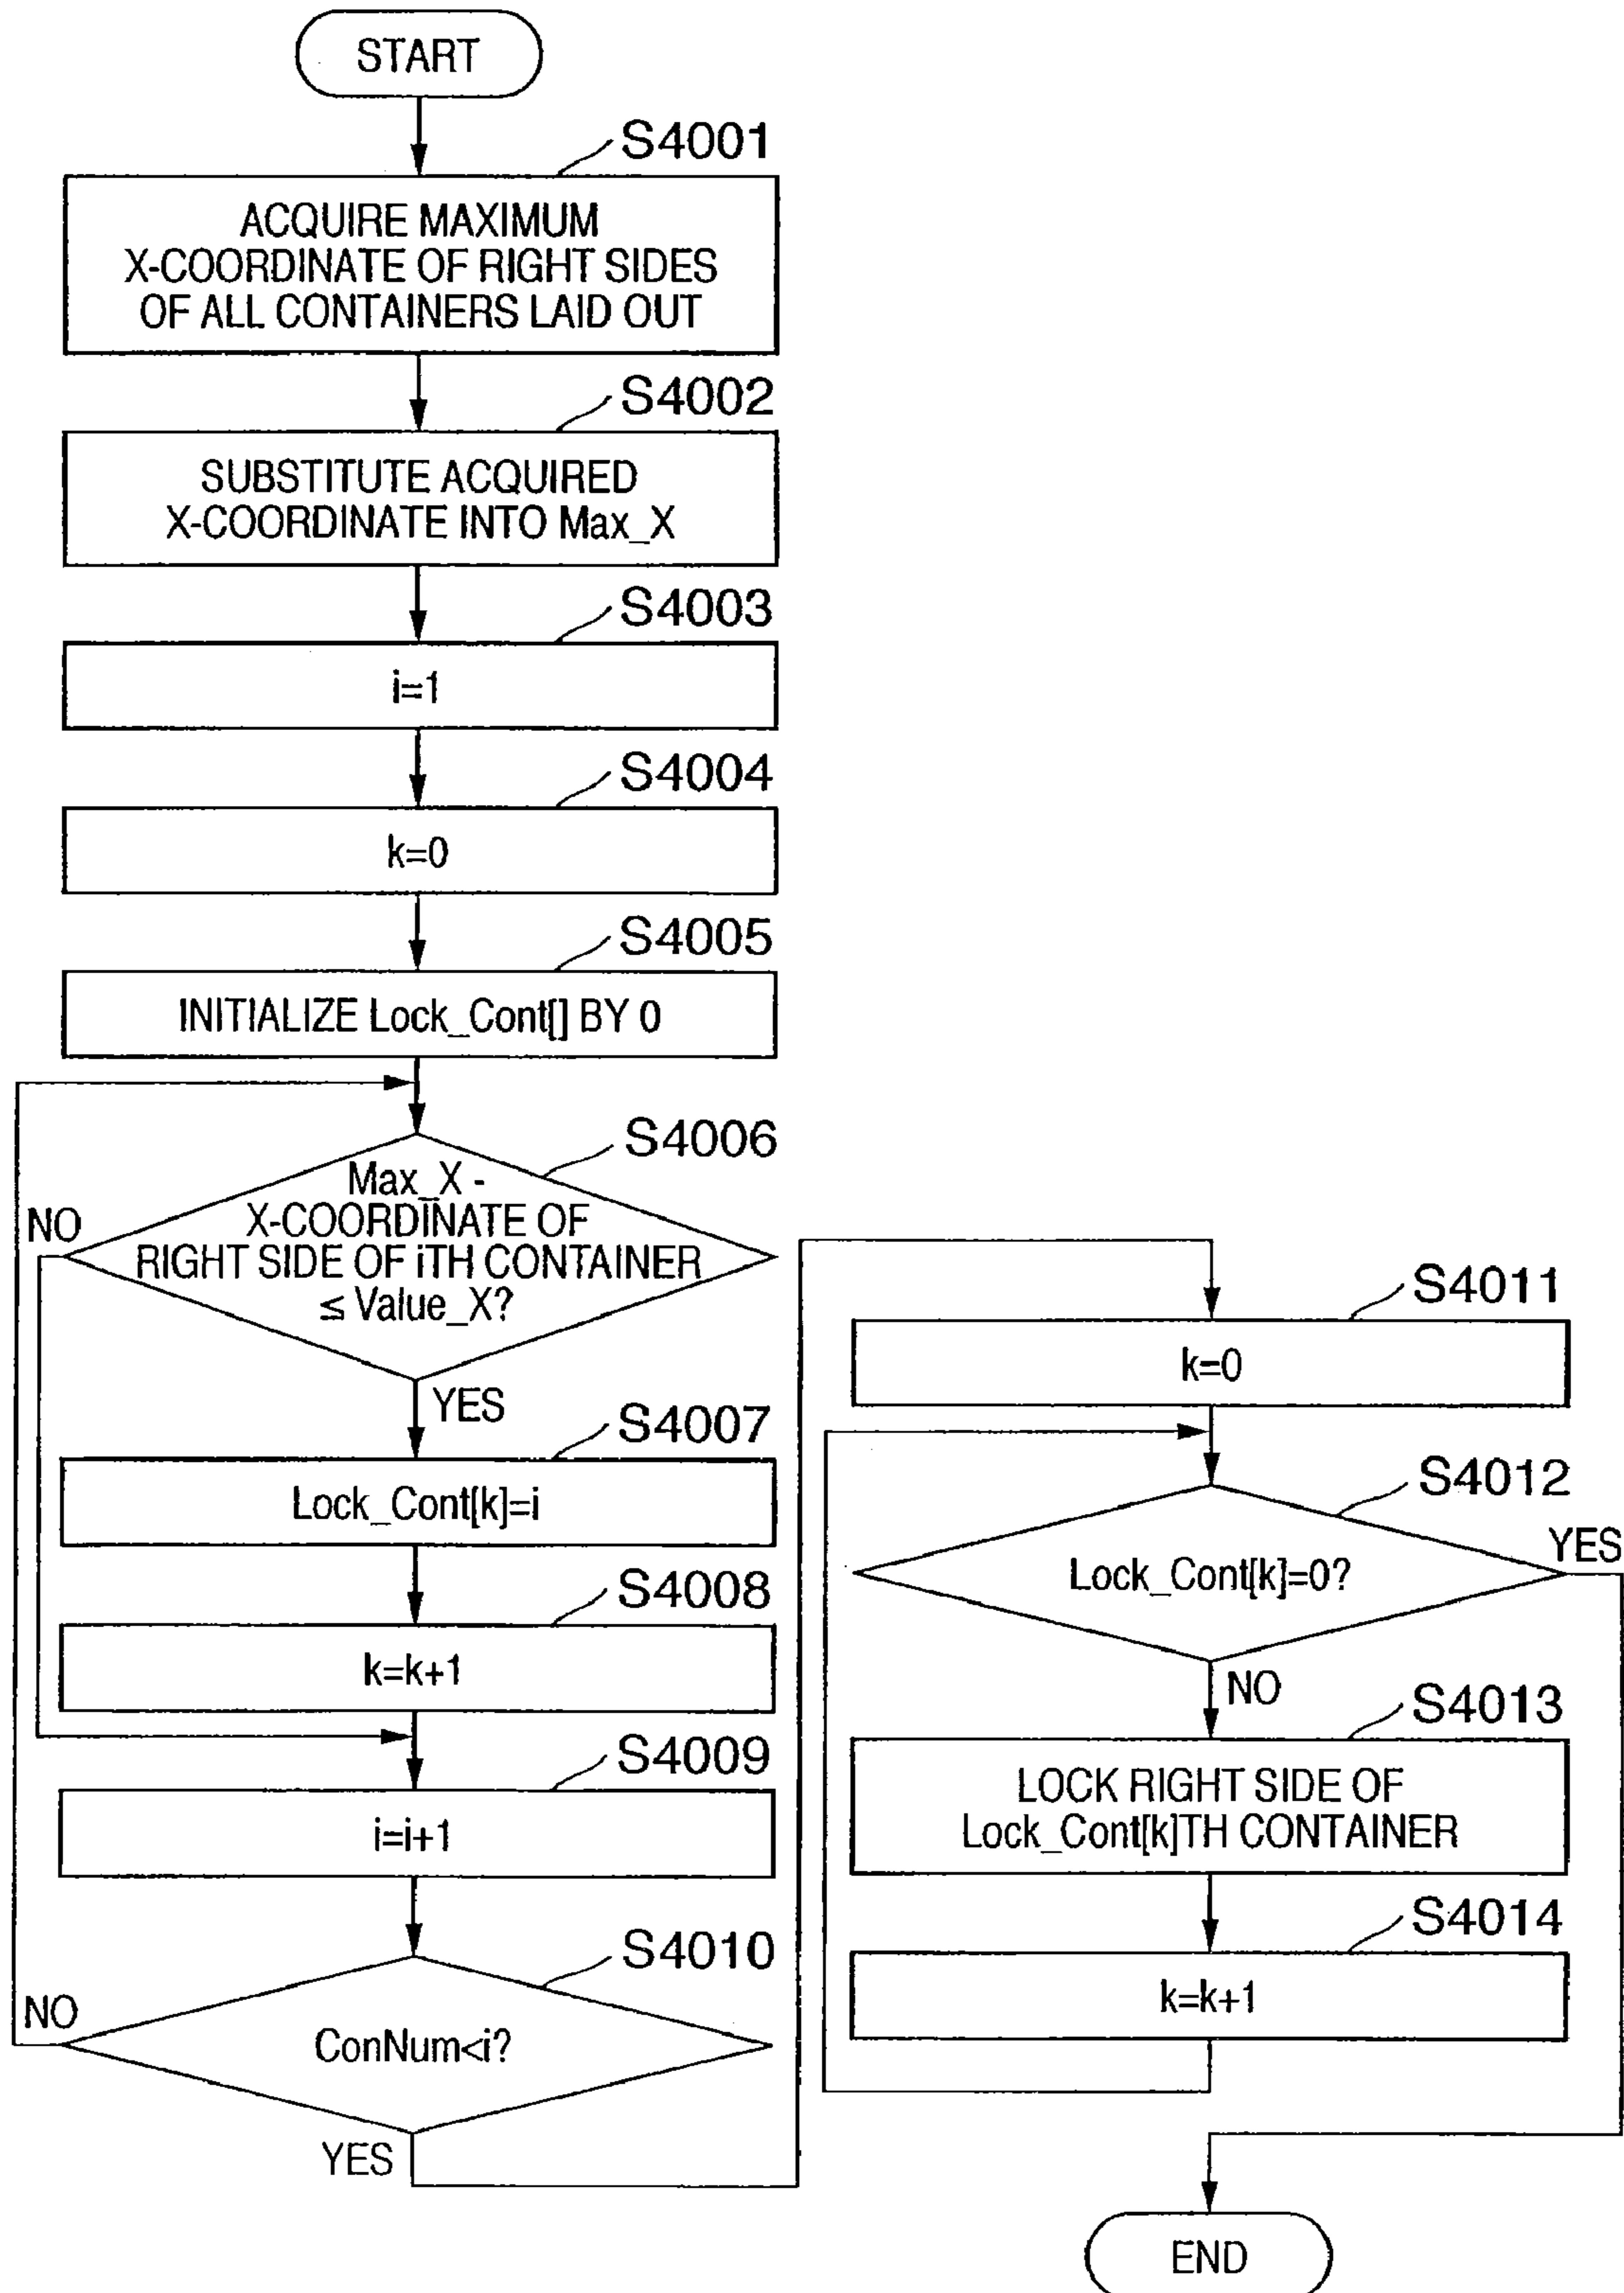 START
S4001
ACQUIRE MAXIMUM
X-COORDINATE OF RIGHT SIDES
OF ALL CONTAINERS LAID OUT
S4002
SUBSTITUTE ACQUIRED
X-COORDINATE INTO Max_X
S4003
i=1
S4004
k=0
S4005
INITIALIZE Lock_Cont[] BY 0
S4006
Max_X -
X-COORDINATE OF
RIGHT SIDE OF iTH CONTAINER
≤ Value_X?
NO
YES
S4007
Lock_Cont[k]=i
S4008
k=k+1
S4009
i=i+1
S4010
ConNum<i?
NO
YES
S4011
k=0
S4012
Lock_Cont[k]=0?
YES
NO
S4013
LOCK RIGHT SIDE OF
Lock_Cont[k]TH CONTAINER
S4014
k=k+1
END